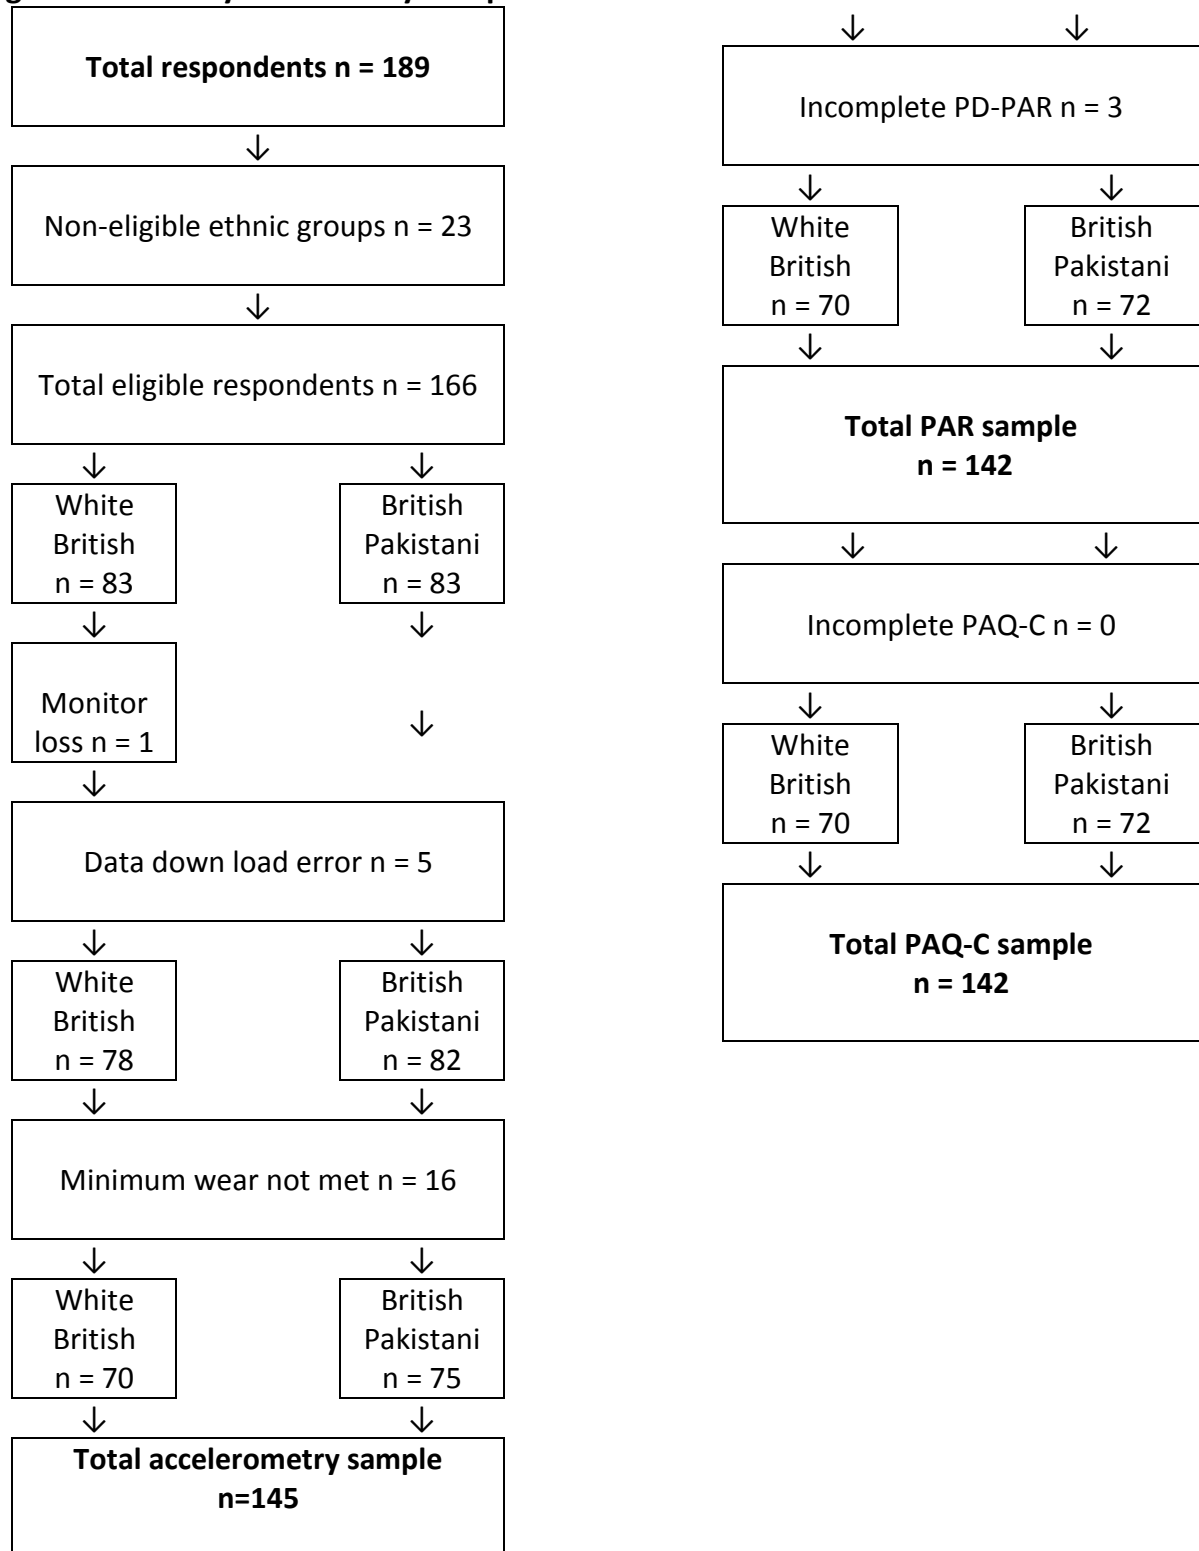 Total respondents n = 189
↓
Non-eligible ethnic groups n = 23
↓
Total eligible respondents n = 166
↓ ↓
White
British
n = 83
British
Pakistani
n = 83
↓ ↓
Monitor
loss n = 1
↓
↓
Data down load error n = 5
↓ ↓
White
British
n = 78
British
Pakistani
n = 82
↓ ↓
Minimum wear not met n = 16
↓ ↓
White
British
n = 70
British
Pakistani
n = 75
↓ ↓
Total accelerometry sample
n=145
↓ ↓
Incomplete PD-PAR n = 3
↓ ↓
White
British
n = 70
British
Pakistani
n = 72
↓ ↓
Total PAR sample
n = 142
↓ ↓
Incomplete PAQ-C n = 0
↓ ↓
White
British
n = 70
British
Pakistani
n = 72
↓ ↓
Total PAQ-C sample
n = 142